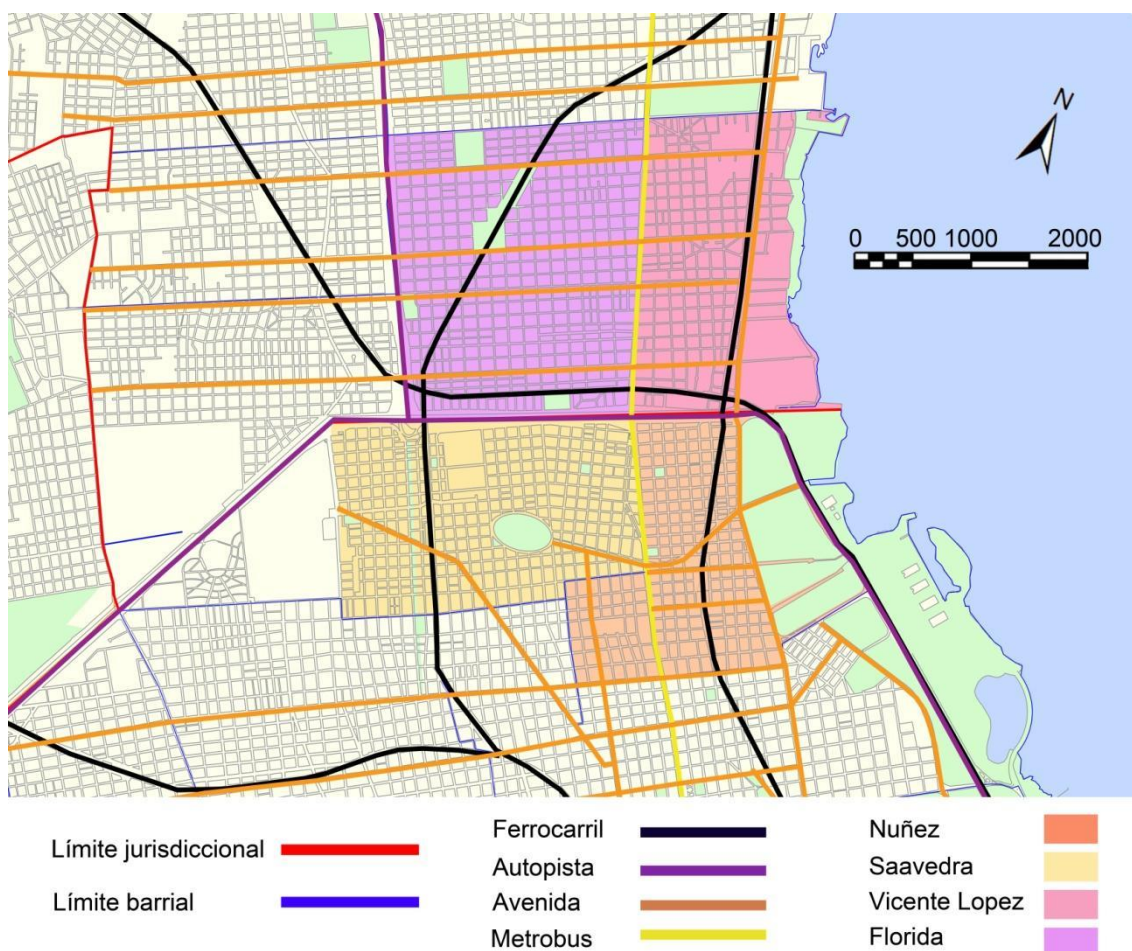 N
0 500 1000 2000
Límite jurisdiccional
Límite barrial
Ferrocarril
Autopista
Avenida
Metrobus
Nuñez
Saavedra
Vicente Lopez
Florida